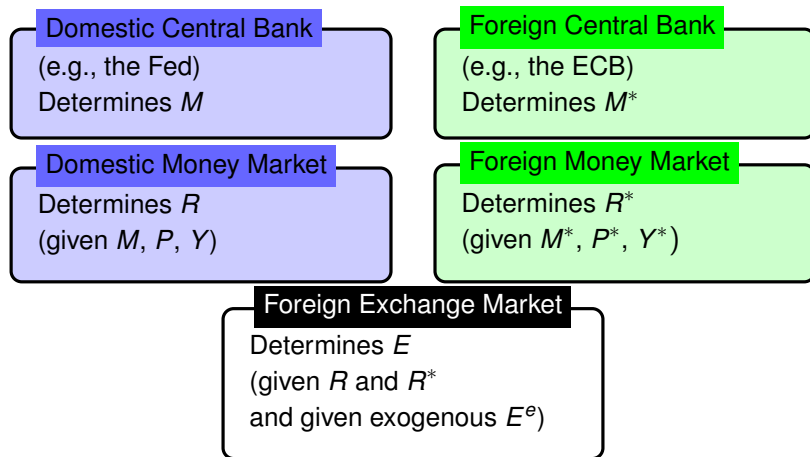 Domestic Central Bank
(e.g., the Fed)
Determines M
Foreign Central Bank
(e.g., the ECB)
Determines M*
Domestic Money Market
Determines R
(given M, P, Y)
Foreign Money Market
Determines R*
(given M*, P*, Y*)
Foreign Exchange Market
Determines E
(given R and R*
and given exogenous Eᵉ)